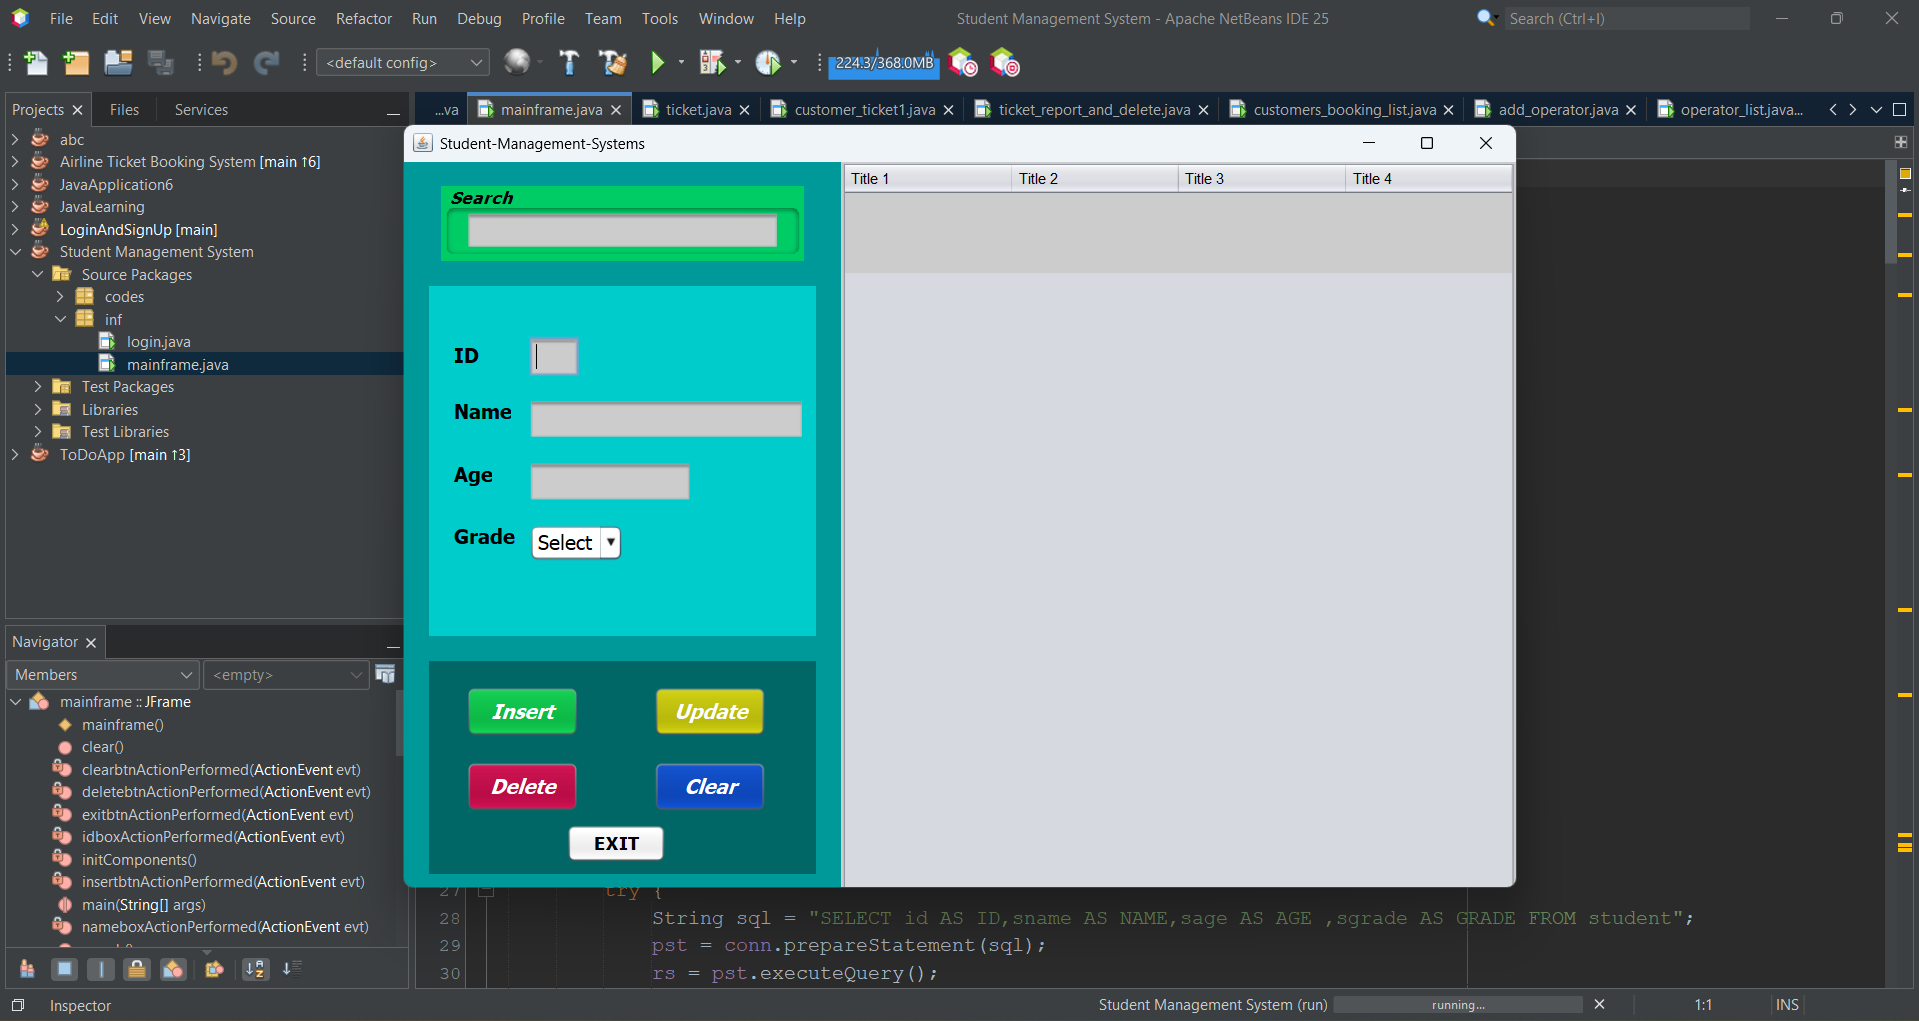 File Edit View Navigate Source Refactor Run Debug Profile Team Tools Window Help
Student Management System - Apache NetBeans IDE 25
Search (Ctrl+I)
<default config>
224.3/368.0MB
Projects Files Services
...va mainframe.java ticket.java customer_ticket1.java ticket_report_and_delete.java customers_booking_list.java add_operator.java operator_list.java...
abc
Airline Ticket Booking System [main ↑6]
JavaApplication6
JavaLearning
LoginAndSignUp [main]
Student Management System
Source Packages
codes
inf
login.java
mainframe.java
Test Packages
Libraries
Test Libraries
ToDoApp [main ↑3]
Student-Management-Systems
Search
ID
Name
Age
Grade Select
Insert Update
Delete Clear
EXIT
Title 1 Title 2 Title 3 Title 4
Navigator
Members <empty>
mainframe :: JFrame
mainframe()
clear()
clearbtnActionPerformed(ActionEvent evt)
deletebtnActionPerformed(ActionEvent evt)
exitbtnActionPerformed(ActionEvent evt)
idboxActionPerformed(ActionEvent evt)
initComponents()
insertbtnActionPerformed(ActionEvent evt)
main(String[] args)
nameboxActionPerformed(ActionEvent evt)
27 try {
28 String sql = "SELECT id AS ID,sname AS NAME,sage AS AGE ,sgrade AS GRADE FROM student";
29 pst = conn.prepareStatement(sql);
30 rs = pst.executeQuery();
Inspector
Student Management System (run) running... 1:1 INS